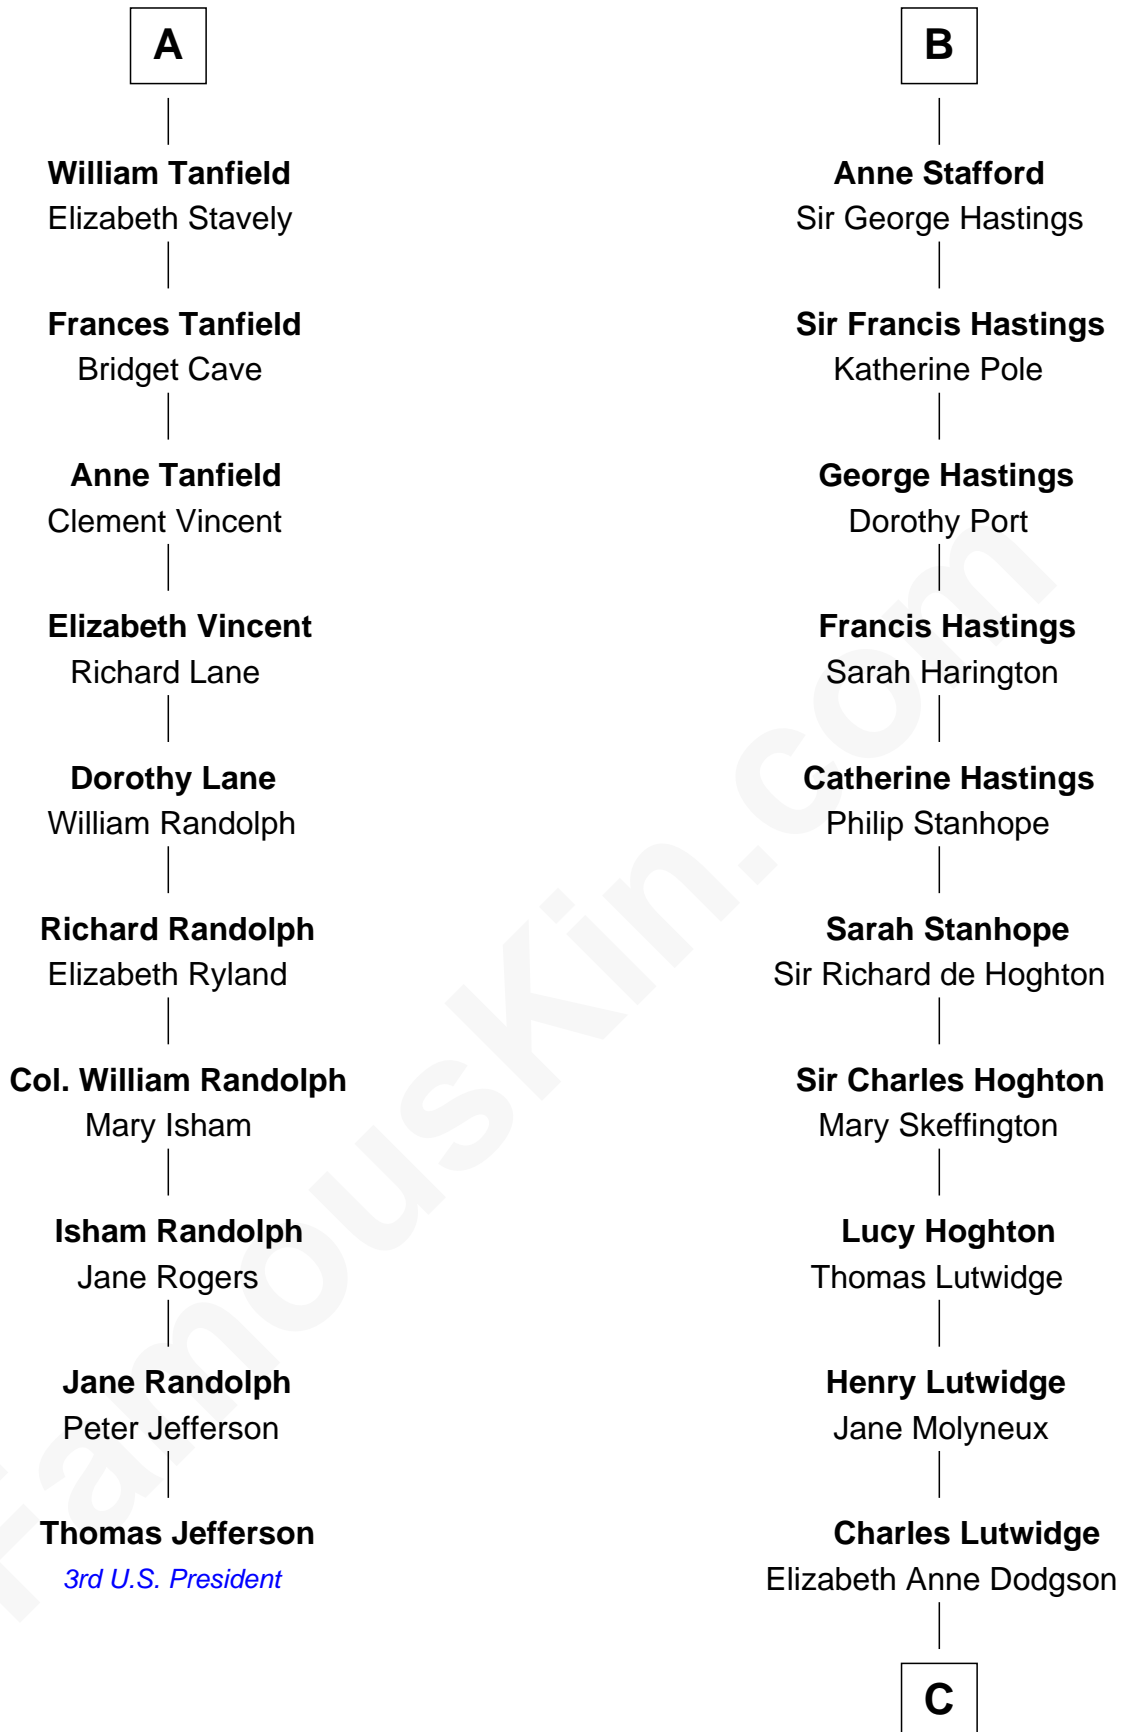 A
William Tanfield
Elizabeth Stavely
Frances Tanfield
Bridget Cave
Anne Tanfield
Clement Vincent
Elizabeth Vincent
Richard Lane
Dorothy Lane
William Randolph
Richard Randolph
Elizabeth Ryland
Col. William Randolph
Mary Isham
Isham Randolph
Jane Rogers
Jane Randolph
Peter Jefferson
Thomas Jefferson
3rd U.S. President
B
Anne Stafford
Sir George Hastings
Sir Francis Hastings
Katherine Pole
George Hastings
Dorothy Port
Francis Hastings
Sarah Harington
Catherine Hastings
Philip Stanhope
Sarah Stanhope
Sir Richard de Hoghton
Sir Charles Hoghton
Mary Skeffington
Lucy Hoghton
Thomas Lutwidge
Henry Lutwidge
Jane Molyneux
Charles Lutwidge
Elizabeth Anne Dodgson
C
FamousKin.com